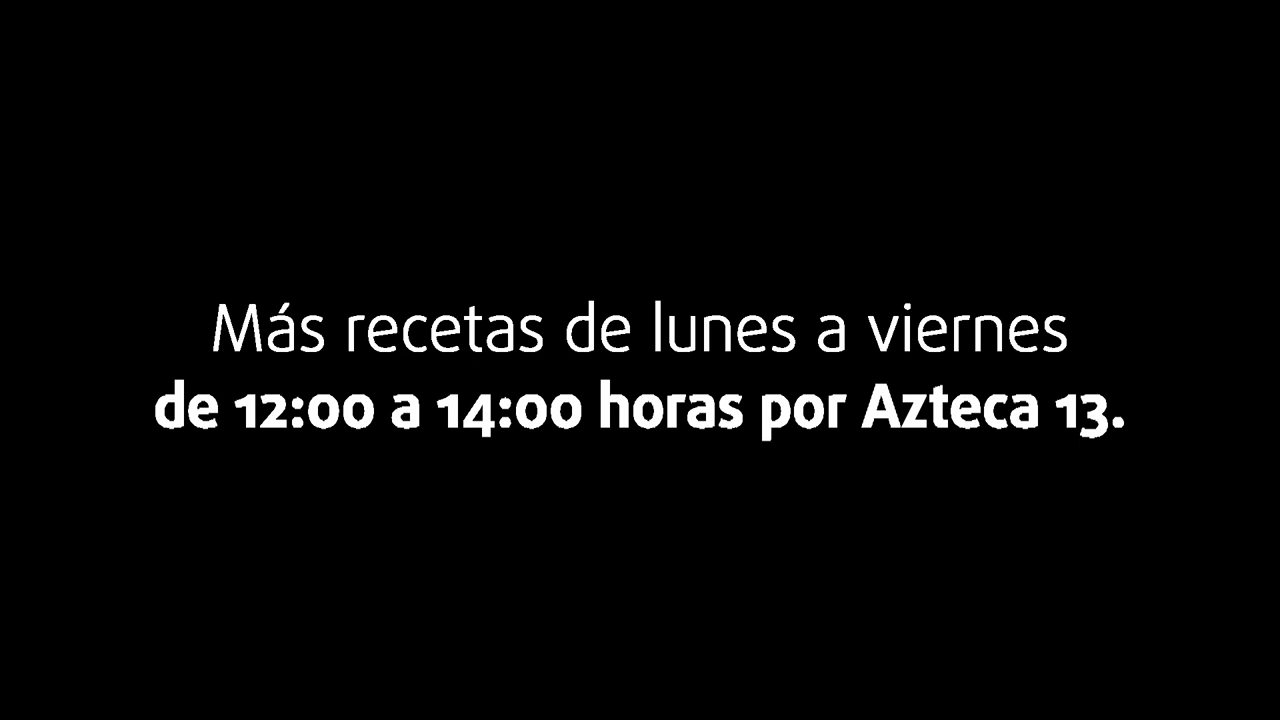 Más recetas de lunes a viernes
de 12:00 a 14:00 horas por Azteca 13.